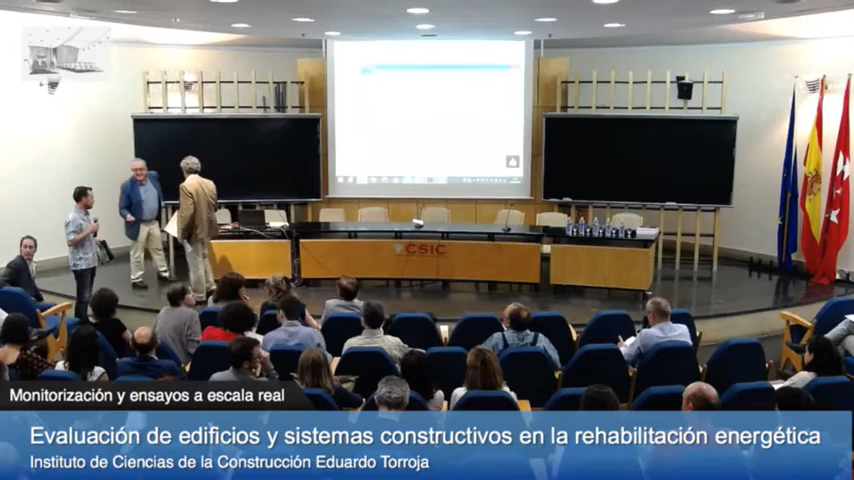 CSIC
Monitorización y ensayos a escala real
Evaluación de edificios y sistemas constructivos en la rehabilitación energética
Instituto de Ciencias de la Construcción Eduardo Torroja